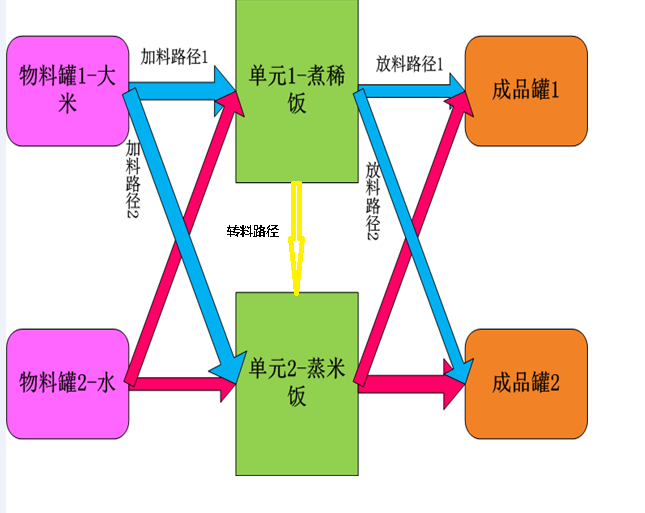 物料罐1-大
米
加料路径1
单元1-煮稀
饭
放料路径1
成品罐1
加料路径2
放料路径2
转料路径
物料罐2-水
单元2-蒸米
饭
成品罐2